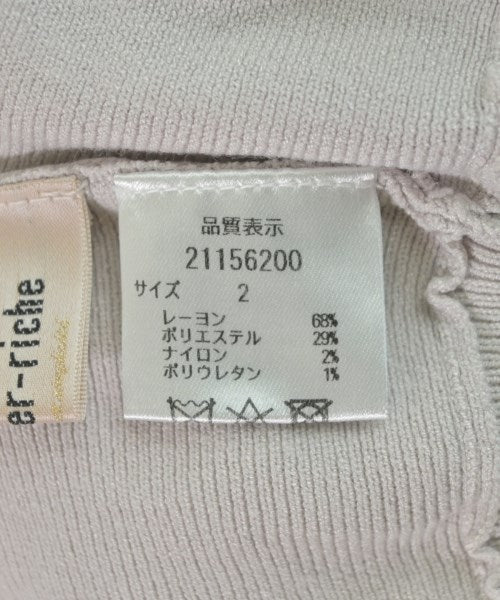 er-riche
品質表示
21156200
サイズ 2
レーヨン 68%
ポリエステル 29%
ナイロン 2%
ポリウレタン 1%